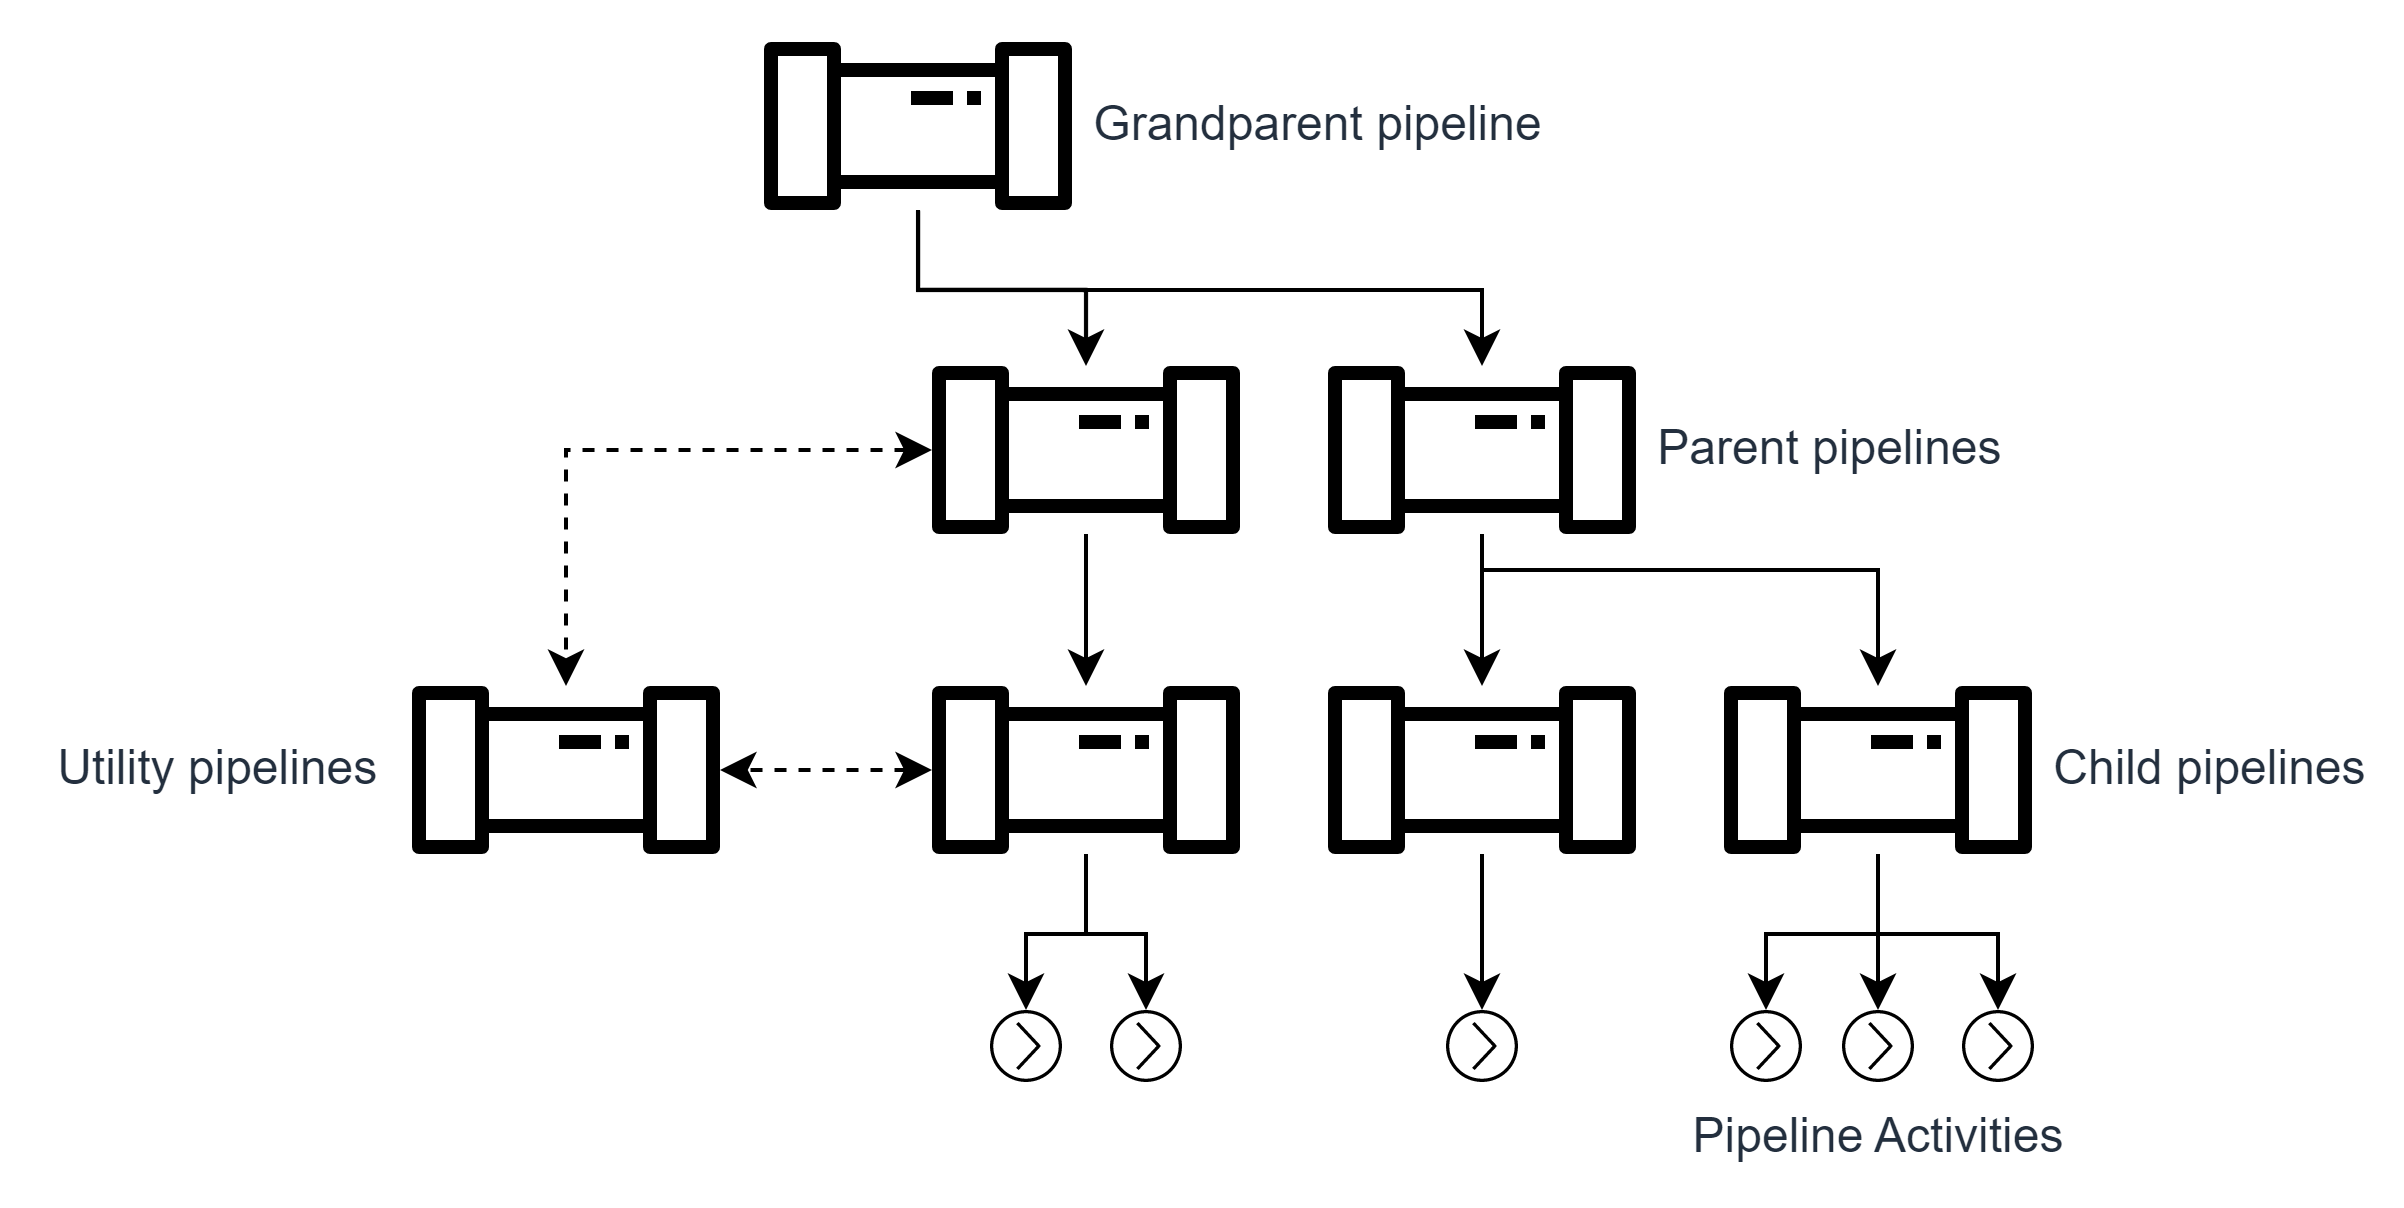 Grandparent pipeline
Parent pipelines
Utility pipelines
Child pipelines
Pipeline Activities